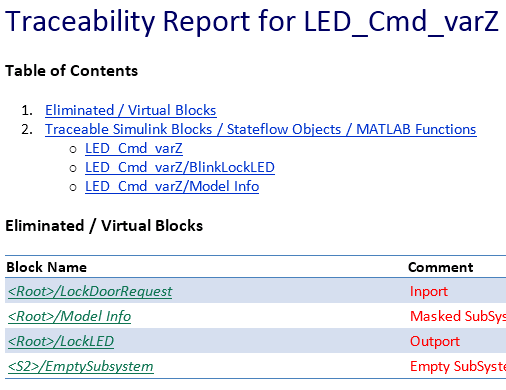 Traceability Report for LED_Cmd_varZ
Table of Contents
1. Eliminated / Virtual Blocks
2. Traceable Simulink Blocks / Stateflow Objects / MATLAB Functions
○ LED_Cmd_varZ
○ LED_Cmd_varZ/BlinkLockLED
○ LED_Cmd_varZ/Model Info
Eliminated / Virtual Blocks
Block Name Comment
<Root>/LockDoorRequest Inport
<Root>/Model Info Masked SubSys
<Root>/LockLED Outport
<S2>/EmptySubsystem Empty SubSyste